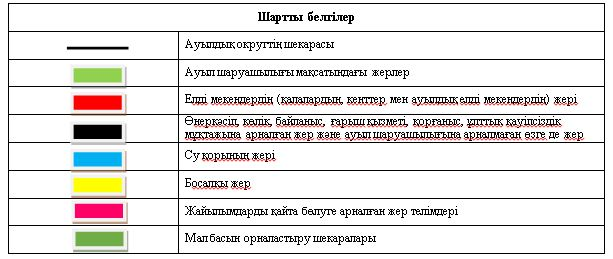 Шартты белгілер
Ауылдық округтің шекарасы
Ауыл шаруашылығы мақсатындағы жерлер
Елді мекендердің (қалалардың, кенттер мен ауылдық елді мекендердің) жері
Өнеркәсіп, көлік, байланыс, ғарыш қызметі, қорғаныс, ұлттық қауіпсіздік
мұқтажына арналған жер және ауыл шаруашылығына арналмаған өзге де жер
Су қорының жері
Босалқы жер
Жайылымдарды қайта бөлуге арналған жер телімдері
Мал басын орналастыру шекаралары